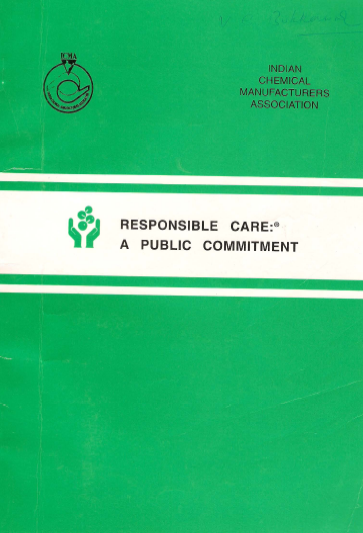 ICMA
INDIAN
CHEMICAL
MANUFACTURERS
ASSOCIATION
RESPONSIBLE CARE:®
A PUBLIC COMMITMENT